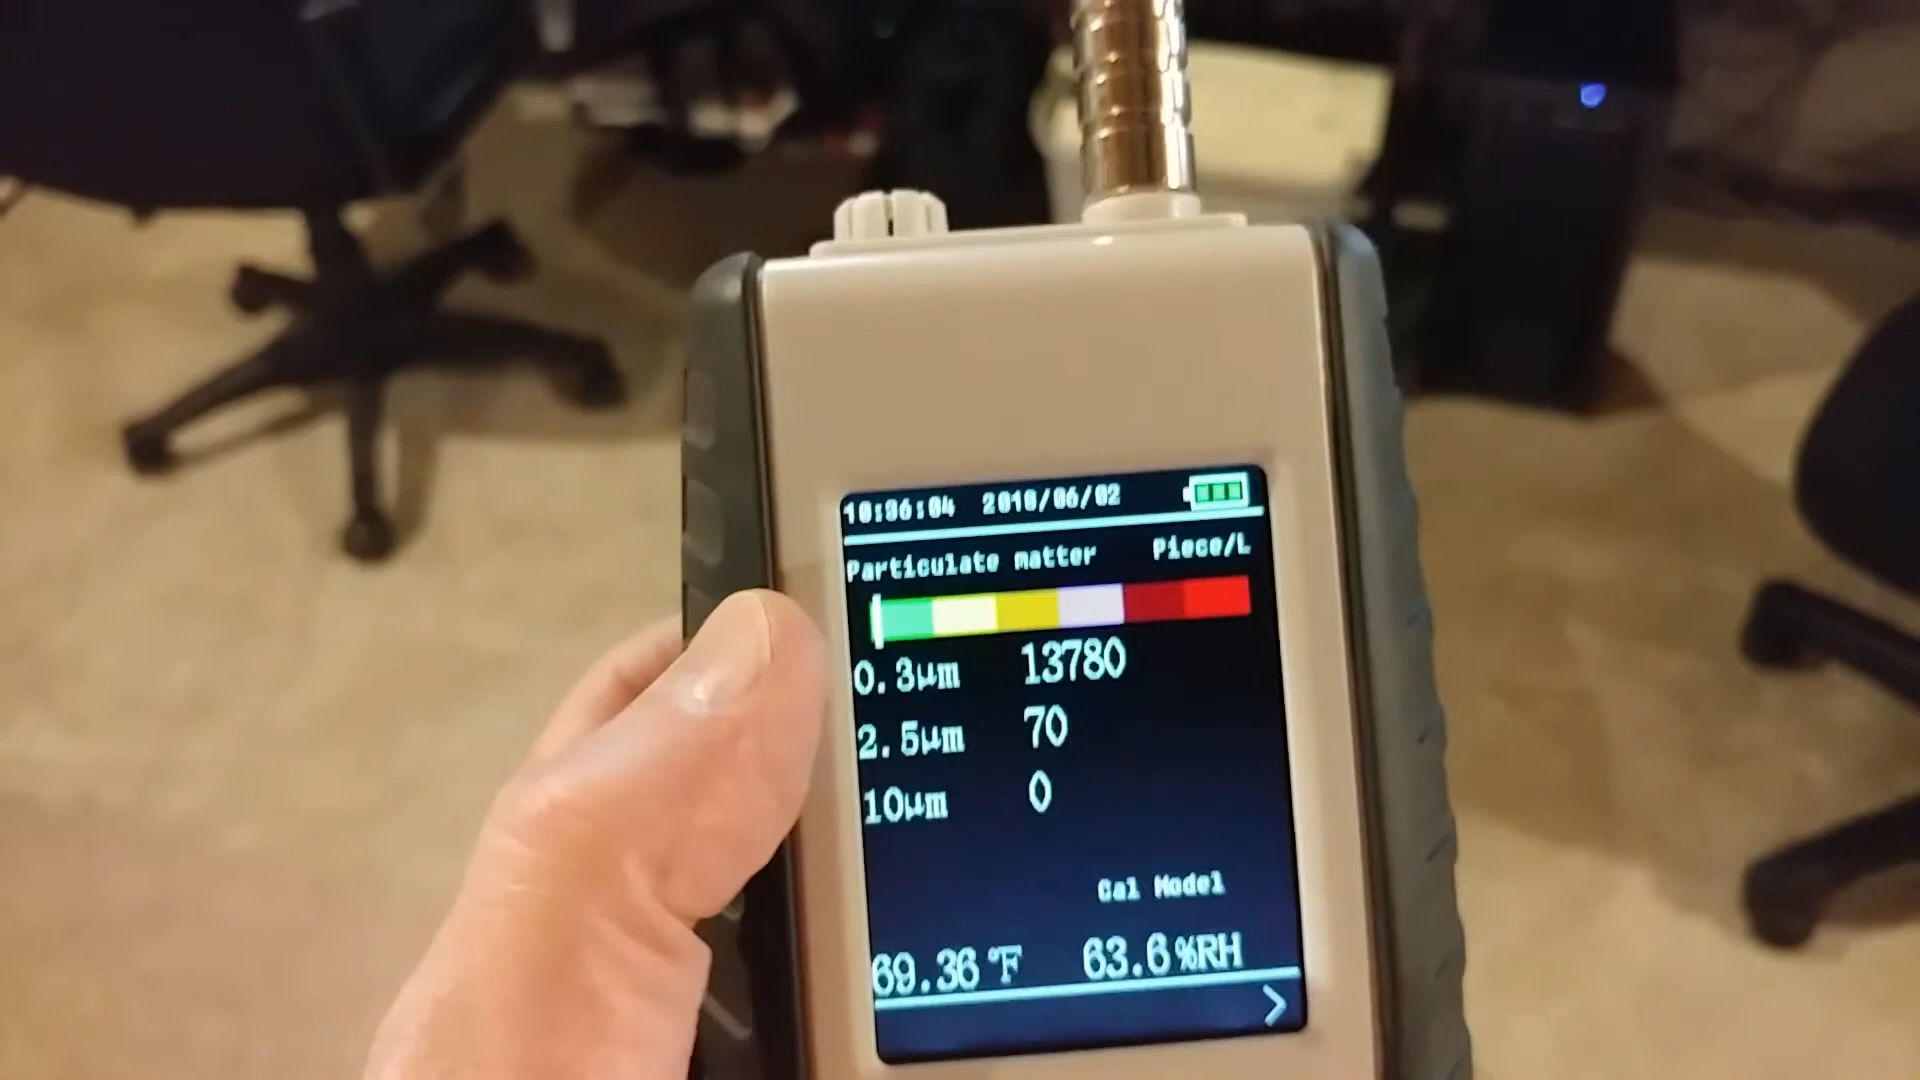 10:36:04 2018/06/02
Particulate matter Piece/L
0.3μm 13780
2.5μm 70
10μm 0
Cal Model
69.36℉ 63.6%RH
>